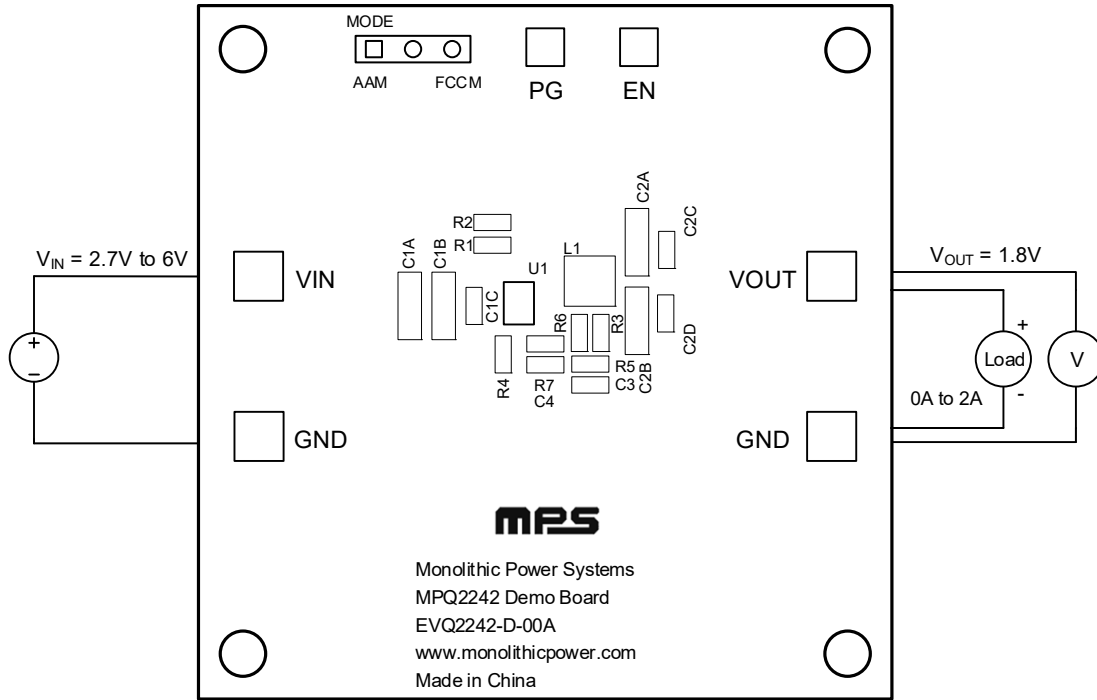 MODE
AAM FCCM
PG EN
C2A
C2C
R2
R1
C1A
C1B
L1
U1
V_IN = 2.7V to 6V
VIN
VOUT
V_OUT = 1.8V
C1C
R6
R3
C2D
+
−
+
Load
V
-
0A to 2A
R4
R7
C4
R5
C3
C2B
GND
GND
MPS
Monolithic Power Systems
MPQ2242 Demo Board
EVQ2242-D-00A
www.monolithicpower.com
Made in China